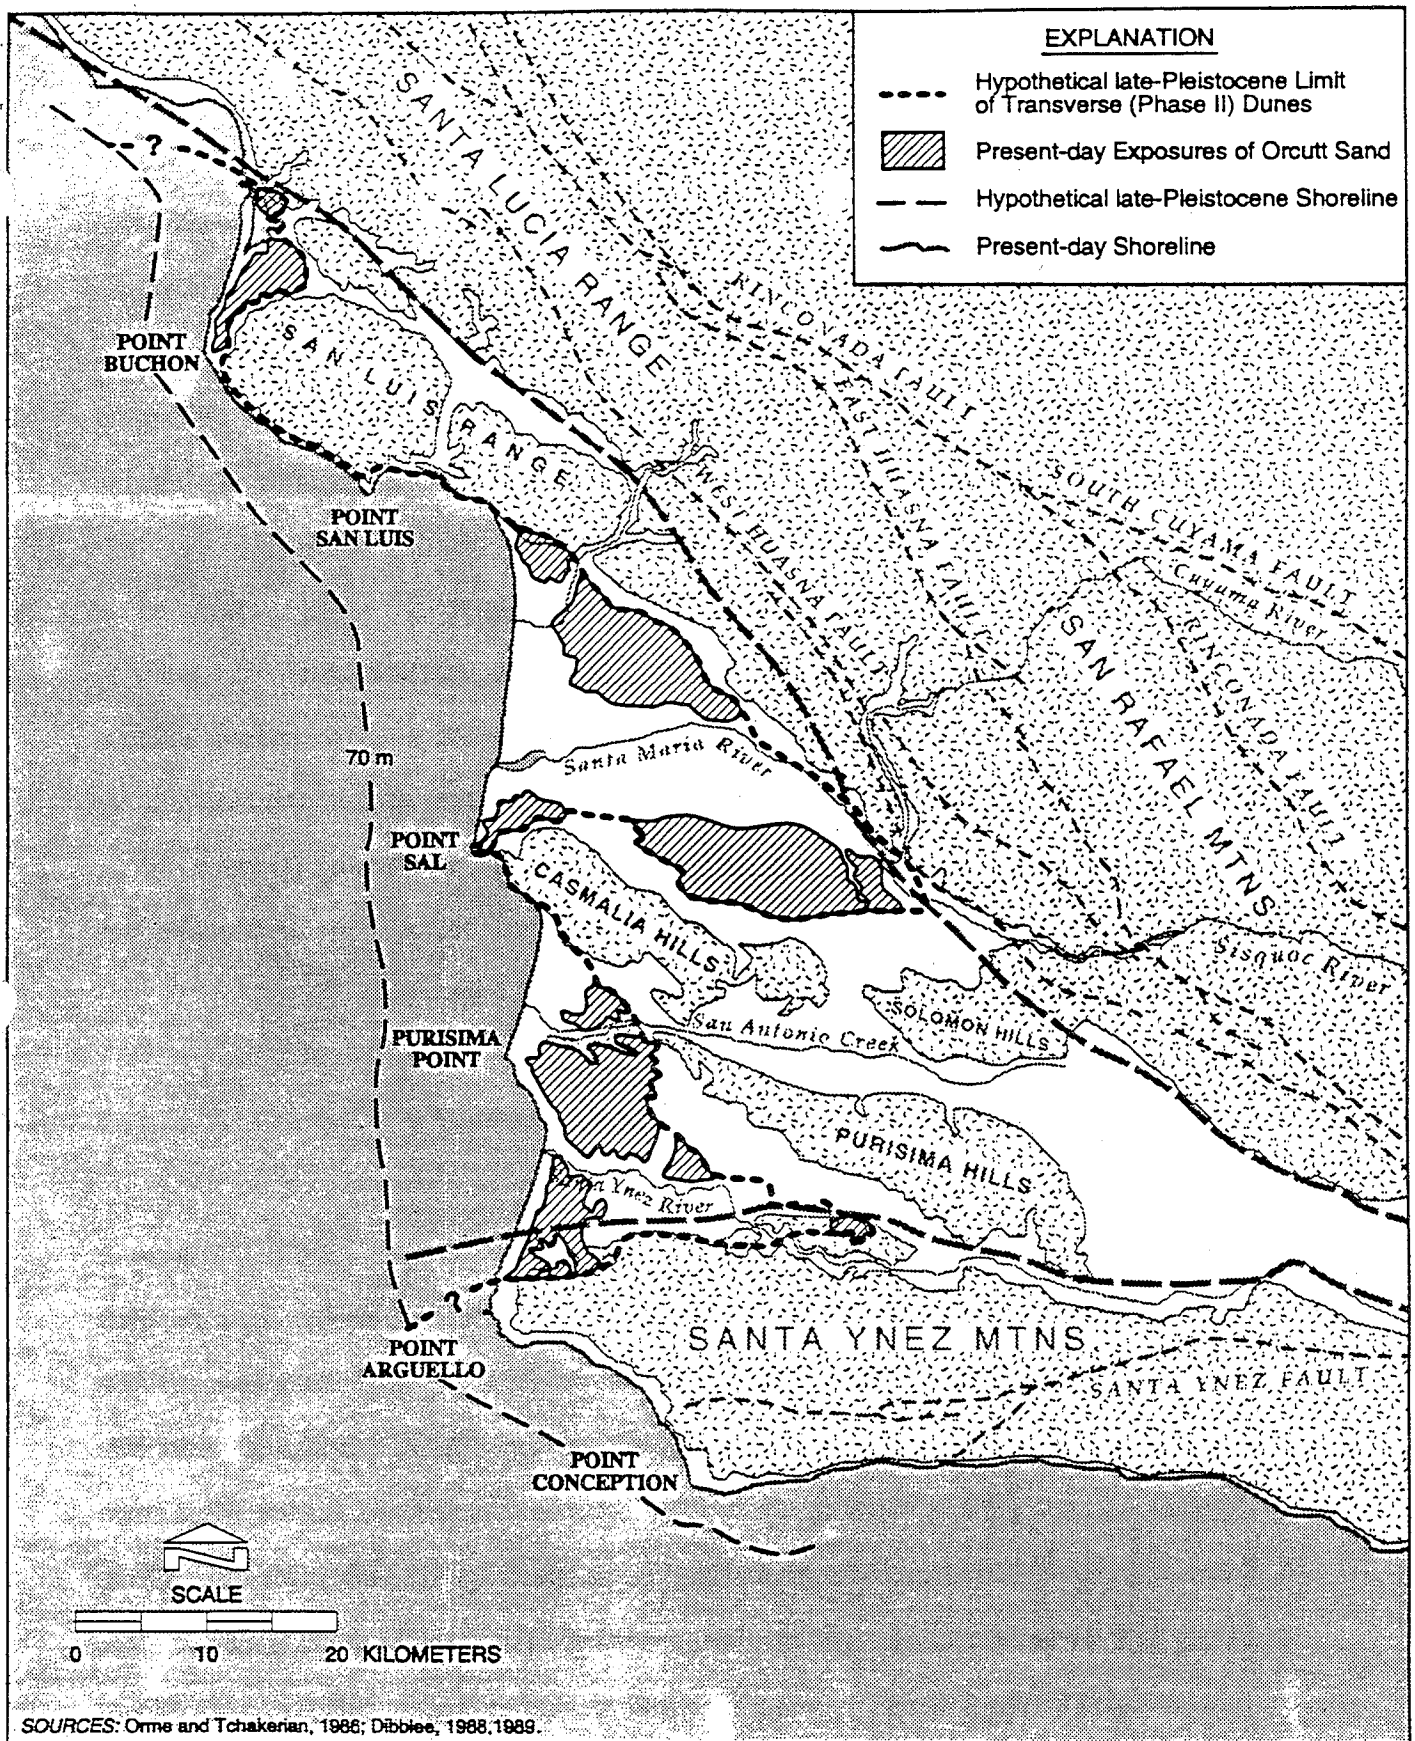 EXPLANATION
Hypothetical late-Pleistocene Limit
of Transverse (Phase II) Dunes
Present-day Exposures of Orcutt Sand
Hypothetical late-Pleistocene Shoreline
Present-day Shoreline
SANTA LUCIA RANGE
?
RINCONADA FAULT
POINT
BUCHON
SAN LUIS
RANGE
EAST HUASNA FAULT
SOUTH CUYAMA FAULT
Cuyuma River
WEST HUASNA FAULT
POINT
SAN LUIS
SAN RAFAEL MTNS
RINCONADA FAULT
70 m
Santa Maria River
POINT
SAL
CASMALIA HILLS
Sisquoc River
SOLOMON HILLS
San Antonio Creek
PURISIMA
POINT
PURISIMA HILLS
Santa Ynez River
?
POINT
ARGUELLO
SANTA YNEZ MTNS.
SANTA YNEZ FAULT
POINT
CONCEPTION
N
SCALE
0 10 20 KILOMETERS
SOURCES: Orme and Tchakerian, 1986; Dibblee, 1988,1989.